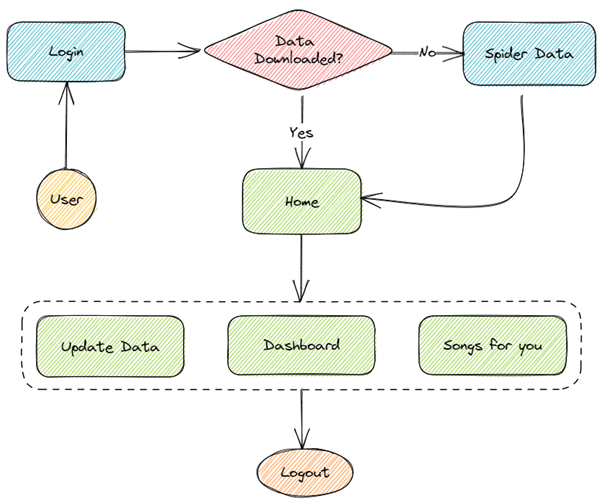 Login
Data
Downloaded?
No
Spider Data
Yes
User
Home
Update Data
Dashboard
Songs for you
Logout